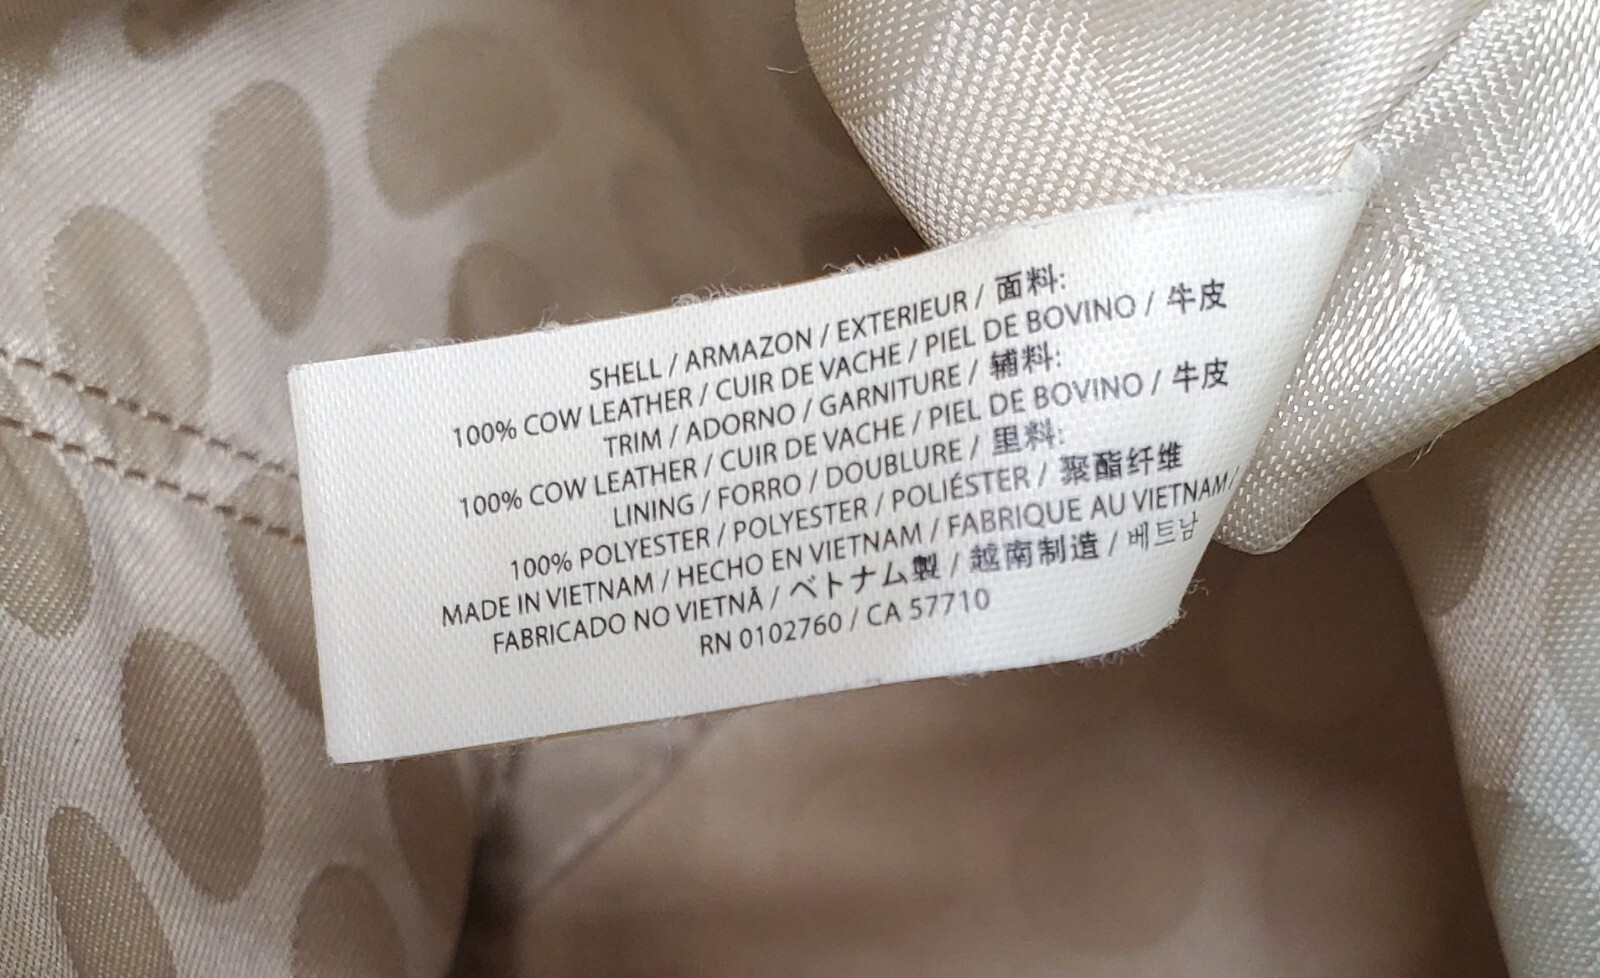 SHELL / ARMAZON / EXTERIEUR / 面料:
100% COW LEATHER / CUIR DE VACHE / PIEL DE BOVINO / 牛皮
TRIM / ADORNO / GARNITURE / 辅料:
100% COW LEATHER / CUIR DE VACHE / PIEL DE BOVINO / 牛皮
LINING / FORRO / DOUBLURE / 里料:
100% POLYESTER / POLYESTER / POLIÉSTER / 聚酯纤维
MADE IN VIETNAM / HECHO EN VIETNAM / FABRIQUE AU VIETNAM/
FABRICADO NO VIETNÃ / ベトナム製 / 越南制造 / 베트남
RN 0102760 / CA 57710